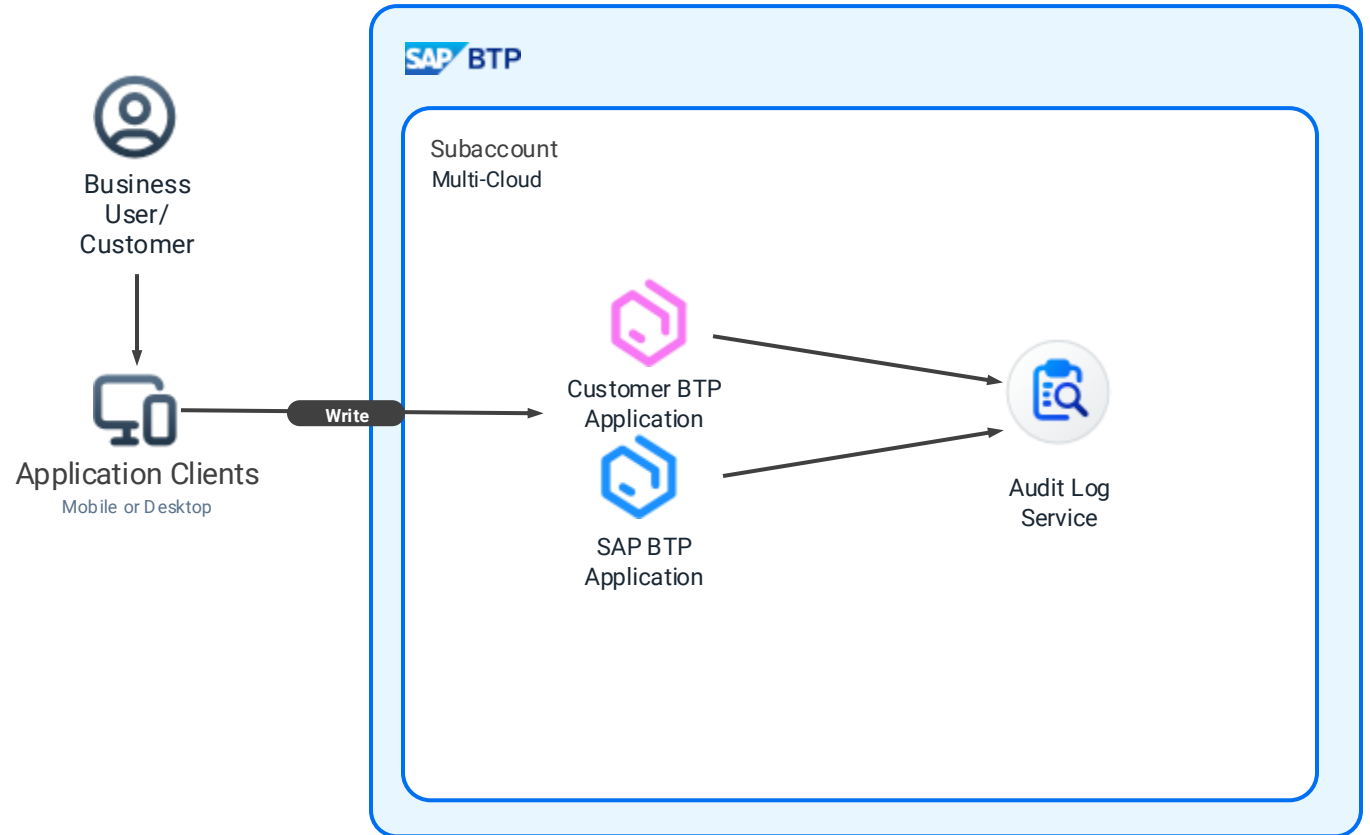 SAP BTP
Subaccount
Multi-Cloud
Business
User/
Customer
Write
Application Clients
Mobile or Desktop
Customer BTP
Application
SAP BTP
Application
Audit Log
Service